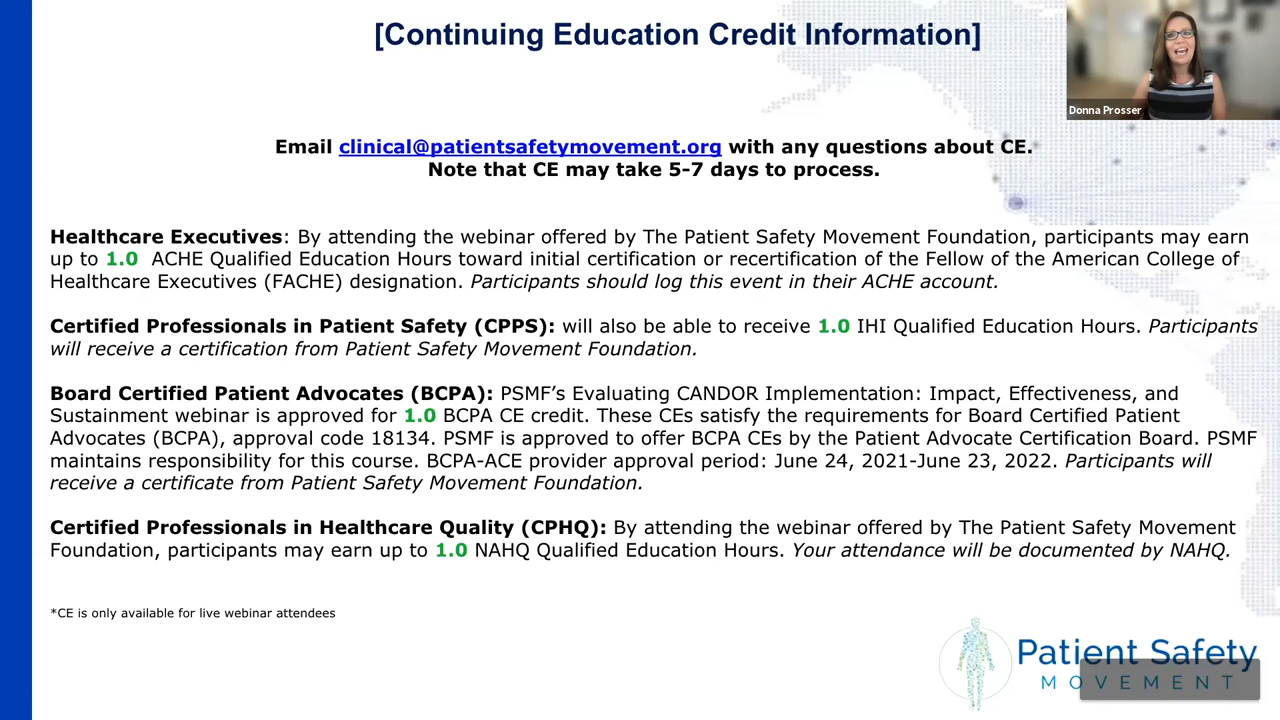 [Continuing Education Credit Information]
Donna Prosser
Email clinical@patientsafetymovement.org with any questions about CE.
Note that CE may take 5-7 days to process.
Healthcare Executives: By attending the webinar offered by The Patient Safety Movement Foundation, participants may earn
up to 1.0 ACHE Qualified Education Hours toward initial certification or recertification of the Fellow of the American College of
Healthcare Executives (FACHE) designation. Participants should log this event in their ACHE account.
Certified Professionals in Patient Safety (CPPS): will also be able to receive 1.0 IHI Qualified Education Hours. Participants
will receive a certification from Patient Safety Movement Foundation.
Board Certified Patient Advocates (BCPA): PSMF’s Evaluating CANDOR Implementation: Impact, Effectiveness, and
Sustainment webinar is approved for 1.0 BCPA CE credit. These CEs satisfy the requirements for Board Certified Patient
Advocates (BCPA), approval code 18134. PSMF is approved to offer BCPA CEs by the Patient Advocate Certification Board. PSMF
maintains responsibility for this course. BCPA-ACE provider approval period: June 24, 2021-June 23, 2022. Participants will
receive a certificate from Patient Safety Movement Foundation.
Certified Professionals in Healthcare Quality (CPHQ): By attending the webinar offered by The Patient Safety Movement
Foundation, participants may earn up to 1.0 NAHQ Qualified Education Hours. Your attendance will be documented by NAHQ.
*CE is only available for live webinar attendees
Patient Safety
MOVEMENT